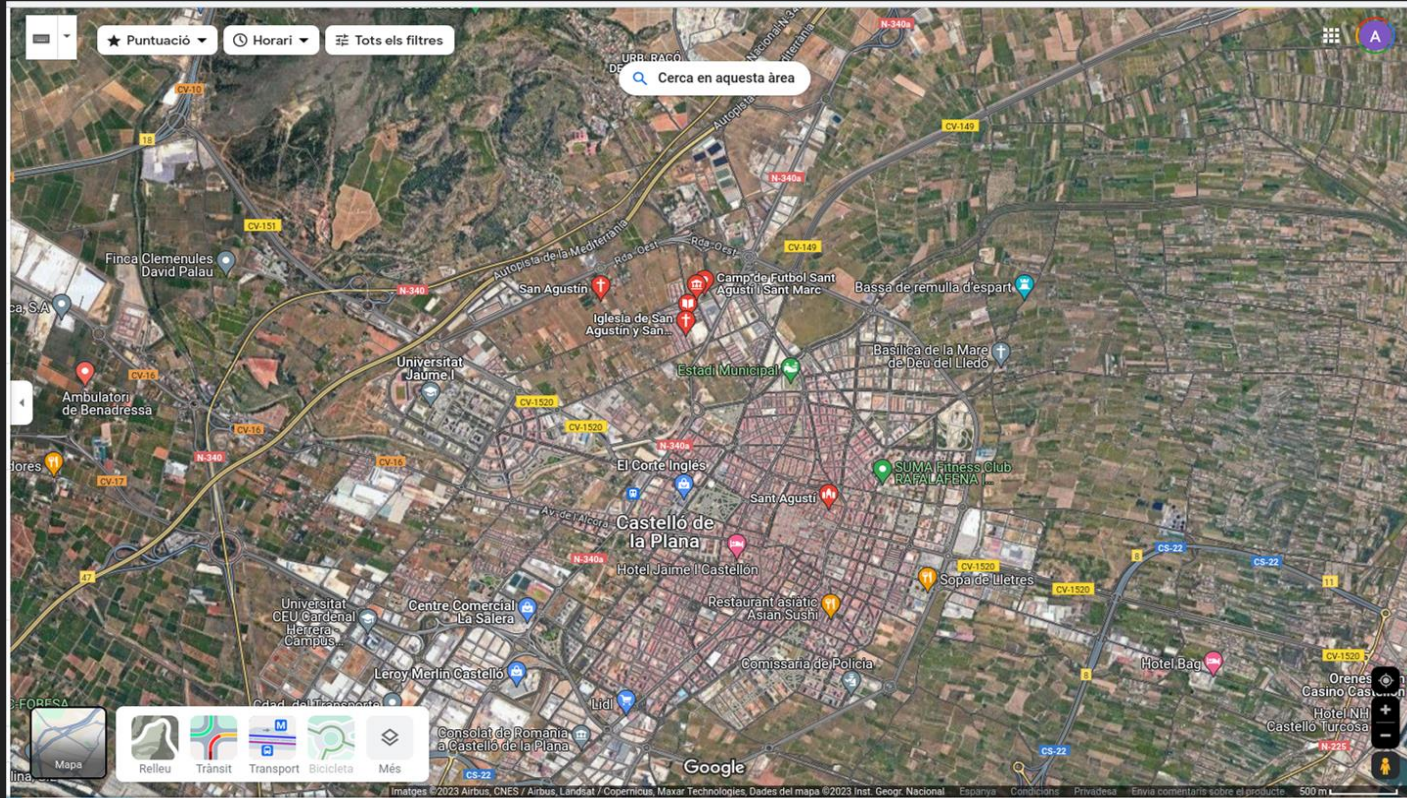 Puntuació
Horari
Tots els filtres
A
N-340a
URB. RACÓ
Cerca en aquesta àrea
Autopista
CV-10
18
CV-149
N-340a
CV-151
Finca Clemenules
David Palau
Autopista de la Mediterrània
Rda-Oest
Rda-Oest
CV-149
N-340
San Agustín
Camp de Futbol Sant
Agustí i Sant Marc
Bassa de remulla d'espart
ca, S.A
Iglesia de San
Agustín y San...
Universitat
Jaume I
Estadi Municipal
Basílica de la Mare
de Déu del Lledó
CV-16
Ambulatori
de Benadressa
CV-1520
CV-1520
CV-16
N-340a
N-340
CV-16
dores
CV-17
El Corte Inglés
SUMA Fitness Club
RAFALAFENA ...
Sant Agustí
Av. de l'Alcora
Castelló de
la Plana
N-340a
Hotel Jaime I Castellón
8
CS-22
CS-22
CV-1520
Sopa de Lletres
CV-1520
11
47
Universitat
CEU Cardenal
Herrera -
Campus...
Centre Comercial
La Salera
Restaurant asiàtic
Asian Sushi
Leroy Merlin Castelló
Comissaria de Policia
8
Hotel Bag
CV-1520
Casino
C-FORESA
Cdad. del Transporte
Lidl
Hotel NH
Castelló Turcosa
N-225
Consolat de Romania
a Castelló de la Plana
CS-22
CS-22
Mapa
Relleu
Trànsit
M
Transport
Bicicleta
Més
Google
Imatges ©2023 Airbus, CNES / Airbus, Landsat / Copernicus, Maxar Technologies, Dades del mapa ©2023 Inst. Geogr. Nacional Espanya Condicions Privadesa Envia comentaris sobre el producte 500 m